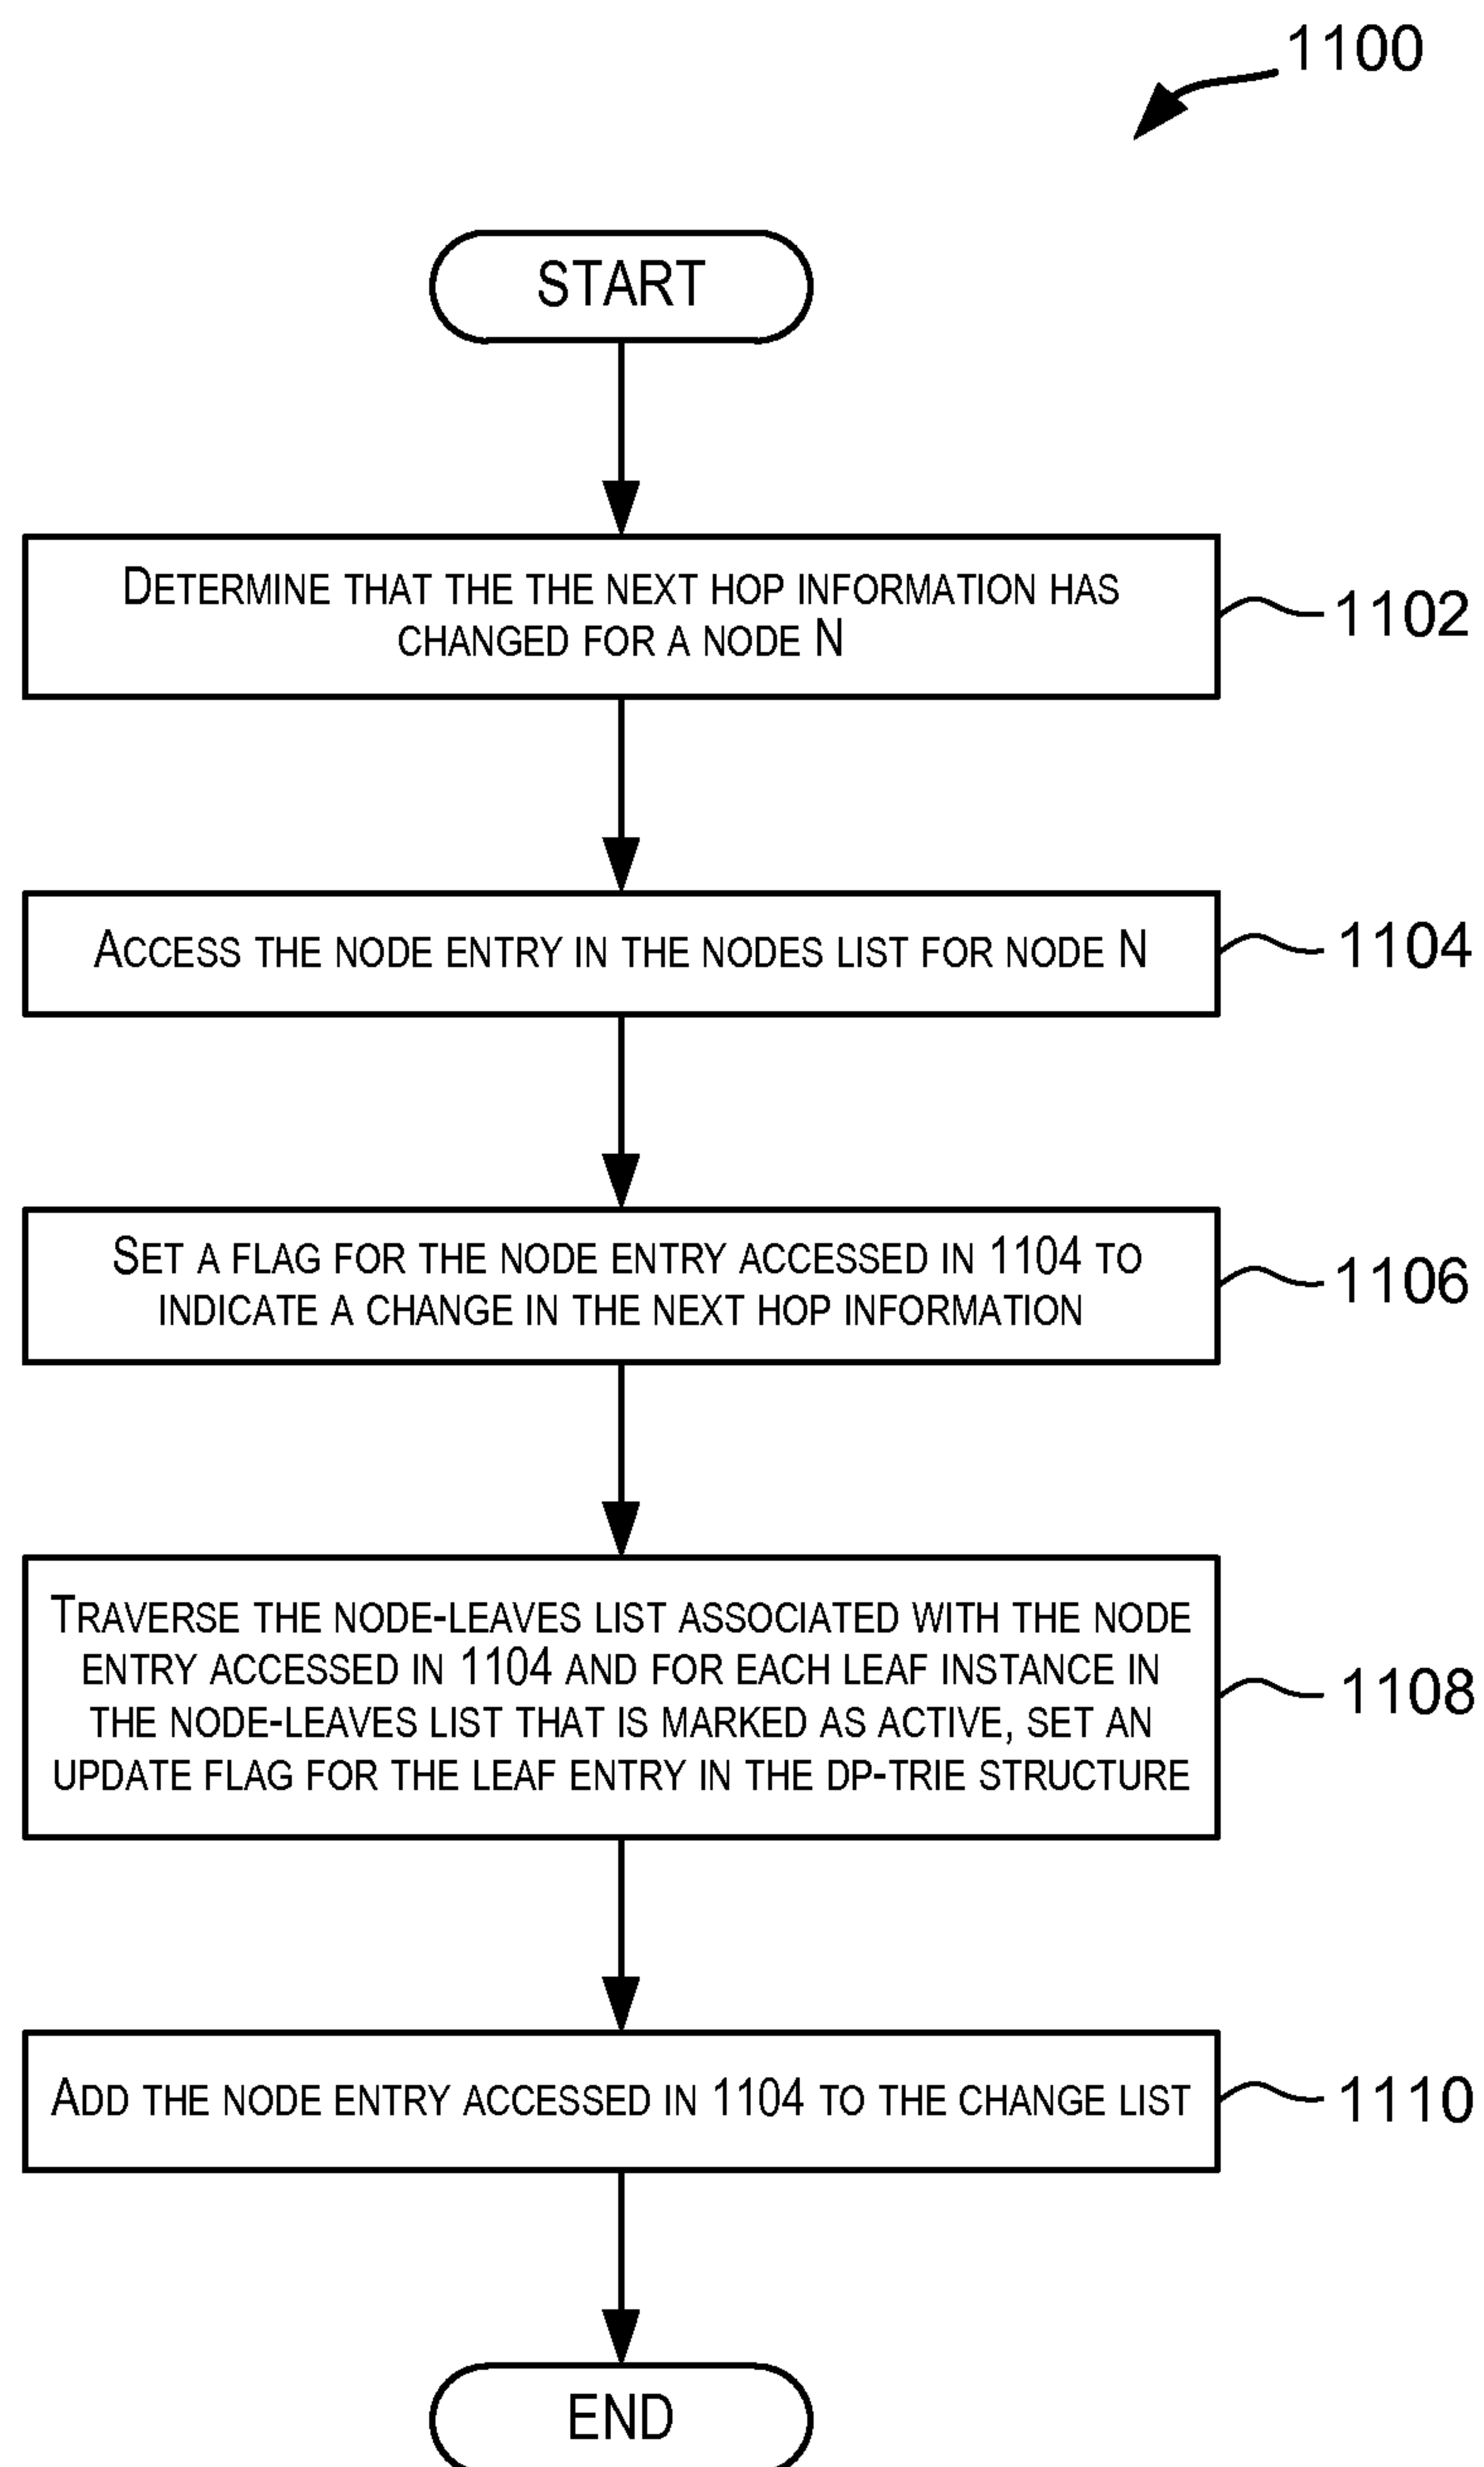 1100
START
DETERMINE THAT THE THE NEXT HOP INFORMATION HAS
CHANGED FOR A NODE N
1102
ACCESS THE NODE ENTRY IN THE NODES LIST FOR NODE N
1104
SET A FLAG FOR THE NODE ENTRY ACCESSED IN 1104 TO
INDICATE A CHANGE IN THE NEXT HOP INFORMATION
1106
TRAVERSE THE NODE-LEAVES LIST ASSOCIATED WITH THE NODE
ENTRY ACCESSED IN 1104 AND FOR EACH LEAF INSTANCE IN
THE NODE-LEAVES LIST THAT IS MARKED AS ACTIVE, SET AN
UPDATE FLAG FOR THE LEAF ENTRY IN THE DP-TRIE STRUCTURE
1108
ADD THE NODE ENTRY ACCESSED IN 1104 TO THE CHANGE LIST
1110
END